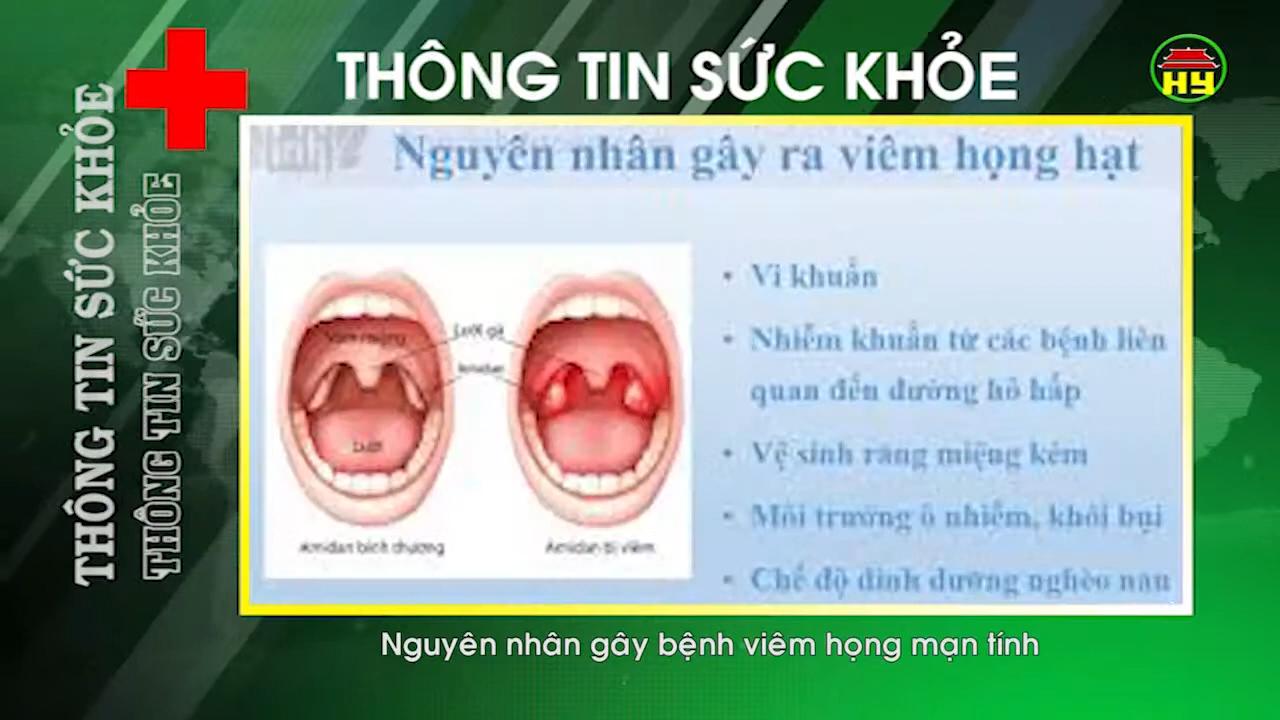 THÔNG TIN SỨC KHỎE
HY
THÔNG TIN SỨC KHỎE
THÔNG TIN SỨC KHỎE
Nguyên nhân gây ra viêm họng hạt
• Vi khuẩn
• Nhiễm khuẩn từ các bệnh liên
quan đến đường hô hấp
• Vệ sinh răng miệng kém
• Môi trường ô nhiễm, khói bụi
• Chế độ dinh dưỡng nghèo nàn
Lưỡi gà
Amidan
Lưỡi
Amidan bình thường
Amidan bị viêm
Nguyên nhân gây bệnh viêm họng mạn tính